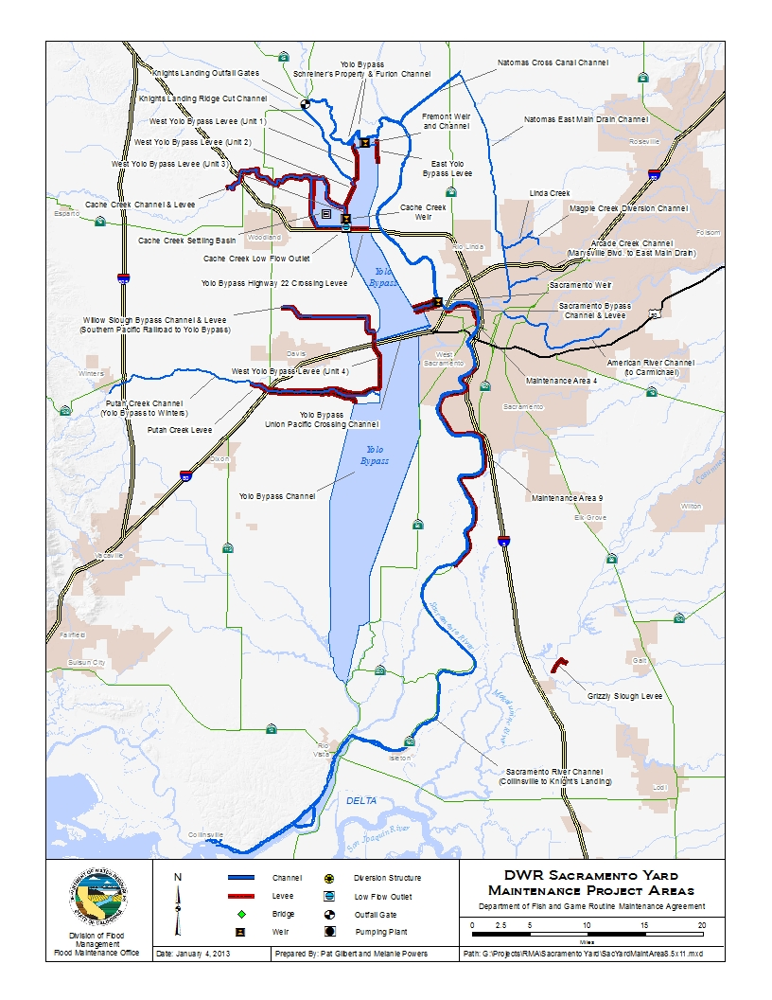 Knights Landing Outfall Gates
Yolo Bypass
Schreiner's Property & Furlon Channel
Natomas Cross Canal Channel
Knights Landing Ridge Cut Channel
Fremont Weir
and Channel
Natomas East Main Drain Channel
West Yolo Bypass Levee (Unit 1)
West Yolo Bypass Levee (Unit 2)
West Yolo Bypass Levee (Unit 3)
East Yolo
Bypass Levee
Roseville
Linda Creek
Magpie Creek Diversion Channel
Cache Creek Channel & Levee
Cache Creek
Weir
Esparto
Woodland
Cache Creek Settling Basin
Rio Linda
Folsom
Arcade Creek Channel
(Marysville Blvd. to East Main Drain)
Cache Creek Low Flow Outlet
Yolo
Bypass
Yolo Bypass Highway 22 Crossing Levee
Sacramento Weir
Sacramento Bypass
Channel & Levee
Willow Slough Bypass Channel & Levee
(Southern Pacific Railroad to Yolo Bypass)
Davis
West
Sacramento
American River Channel
(to Carmichael)
Winters
West Yolo Bypass Levee (Unit 4)
Maintenance Area 4
Putah Creek Channel
(Yolo Bypass to Winters)
Sacramento
Yolo Bypass
Union Pacific Crossing Channel
Putah Creek Levee
Yolo
Bypass
Dixon
Yolo Bypass Channel
Maintenance Area 9
Wilton
Elk Grove
Vacaville
Sacramento River
Fairfield
Suisun City
Galt
Grizzly Slough Levee
Mokelumne River
Rio
Vista
Isleton
Sacramento River Channel
(Collinsville to Knight's Landing)
Lodi
DELTA
Collinsville
San Joaquin River
DEPARTMENT OF WATER RESOURCES
STATE OF CALIFORNIA
Division of Flood
Management
Flood Maintenance Office
N
Channel
Levee
Bridge
Weir
Diversion Structure
Low Flow Outlet
Outfall Gate
Pumping Plant
DWR Sacramento Yard
Maintenance Project Areas
Department of Fish and Game Routine Maintenance Agreement
0 2.5 5 10 15 20
Miles
Date: January 4, 2013
Prepared By: Pat Gilbert and Melanie Powers
Path: G:\Projects\RMA\Sacramento Yard\SacYardMaintArea8.5x11.mxd